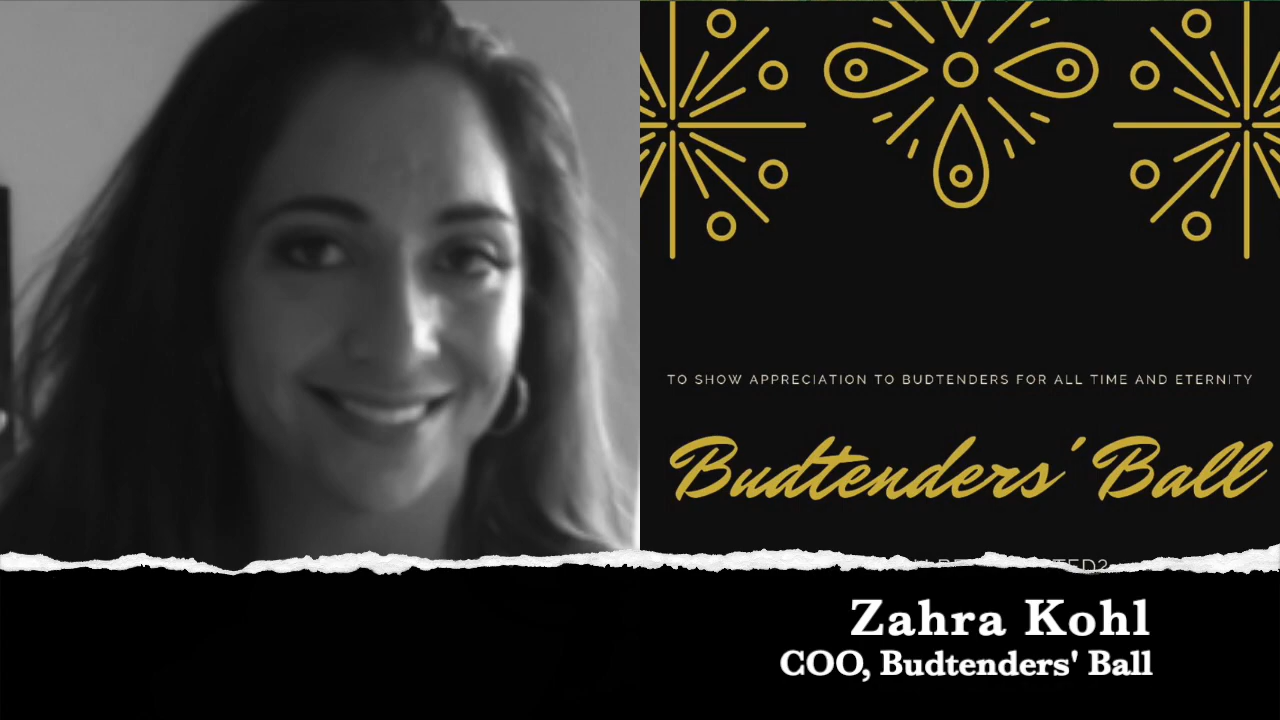 TO SHOW APPRECIATION TO BUDTENDERS FOR ALL TIME AND ETERNITY
Budtenders' Ball
Zahra Kohl
COO, Budtenders' Ball